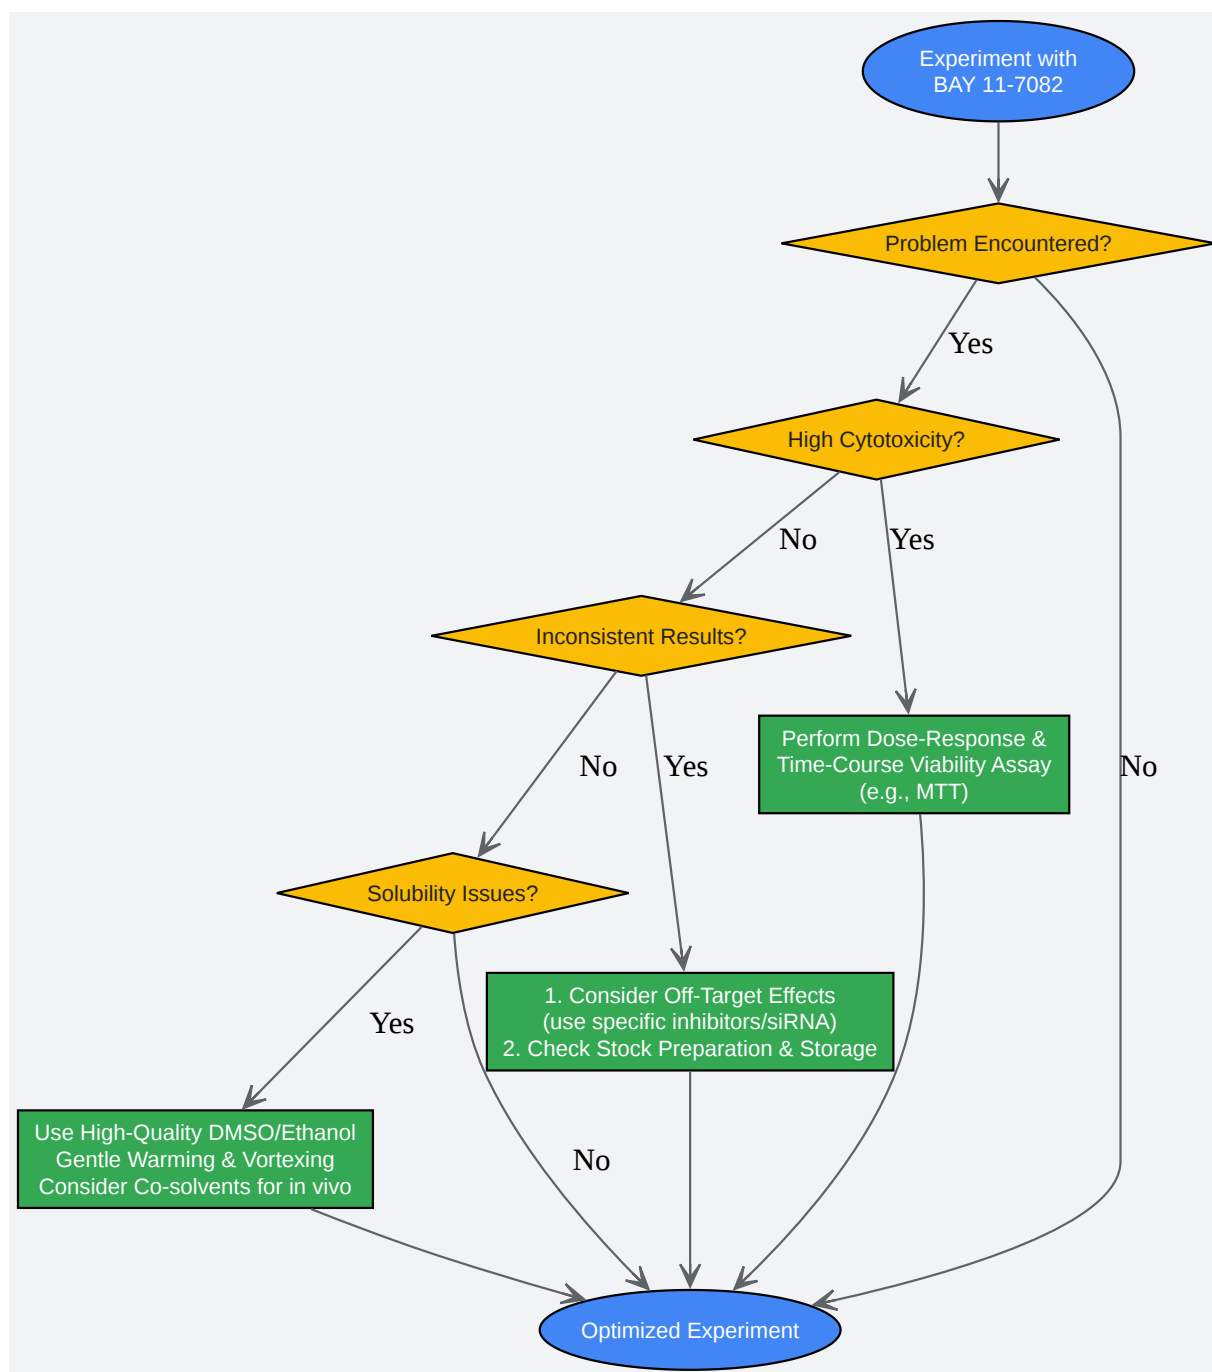 Experiment with
BAY 11-7082
Problem Encountered?
Yes
High Cytotoxicity?
No
Yes
Inconsistent Results?
Perform Dose-Response &
Time-Course Viability Assay
(e.g., MTT)
No
Yes
No
Solubility Issues?
1. Consider Off-Target Effects
(use specific inhibitors/siRNA)
2. Check Stock Preparation & Storage
Yes
Use High-Quality DMSO/Ethanol
Gentle Warming & Vortexing
Consider Co-solvents for in vivo
No
Optimized Experiment